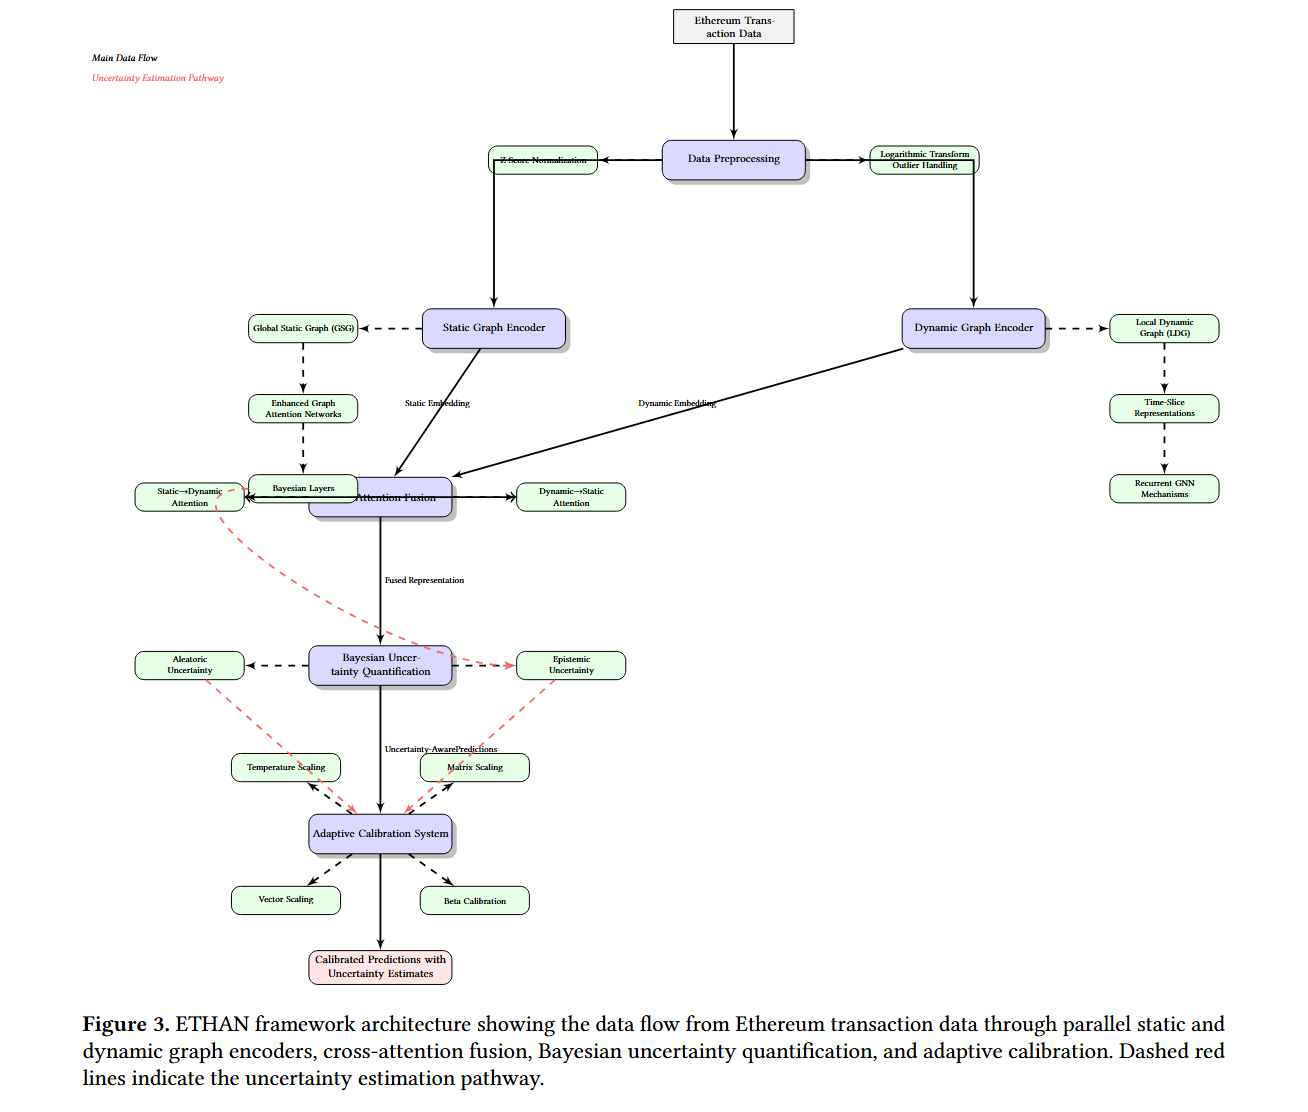 Ethereum Trans-
action Data
Main Data Flow
Uncertainty Estimation Pathway
Z-Score Normalization
Data Preprocessing
Logarithmic Transform
Outlier Handling
Global Static Graph (GSG)
Static Graph Encoder
Dynamic Graph Encoder
Local Dynamic
Graph (LDG)
Enhanced Graph
Attention Networks
Static Embedding
Dynamic Embedding
Time-Slice
Representations
Static→Dynamic
Attention
Bayesian Layers
Attention Fusion
Dynamic→Static
Attention
Recurrent GNN
Mechanisms
Fused Representation
Aleatoric
Uncertainty
Bayesian Uncer-
tainty Quantification
Epistemic
Uncertainty
Uncertainty-AwarePredictions
Temperature Scaling
Matrix Scaling
Adaptive Calibration System
Vector Scaling
Beta Calibration
Calibrated Predictions with
Uncertainty Estimates
Figure 3. ETHAN framework architecture showing the data flow from Ethereum transaction data through parallel static and
dynamic graph encoders, cross-attention fusion, Bayesian uncertainty quantification, and adaptive calibration. Dashed red
lines indicate the uncertainty estimation pathway.